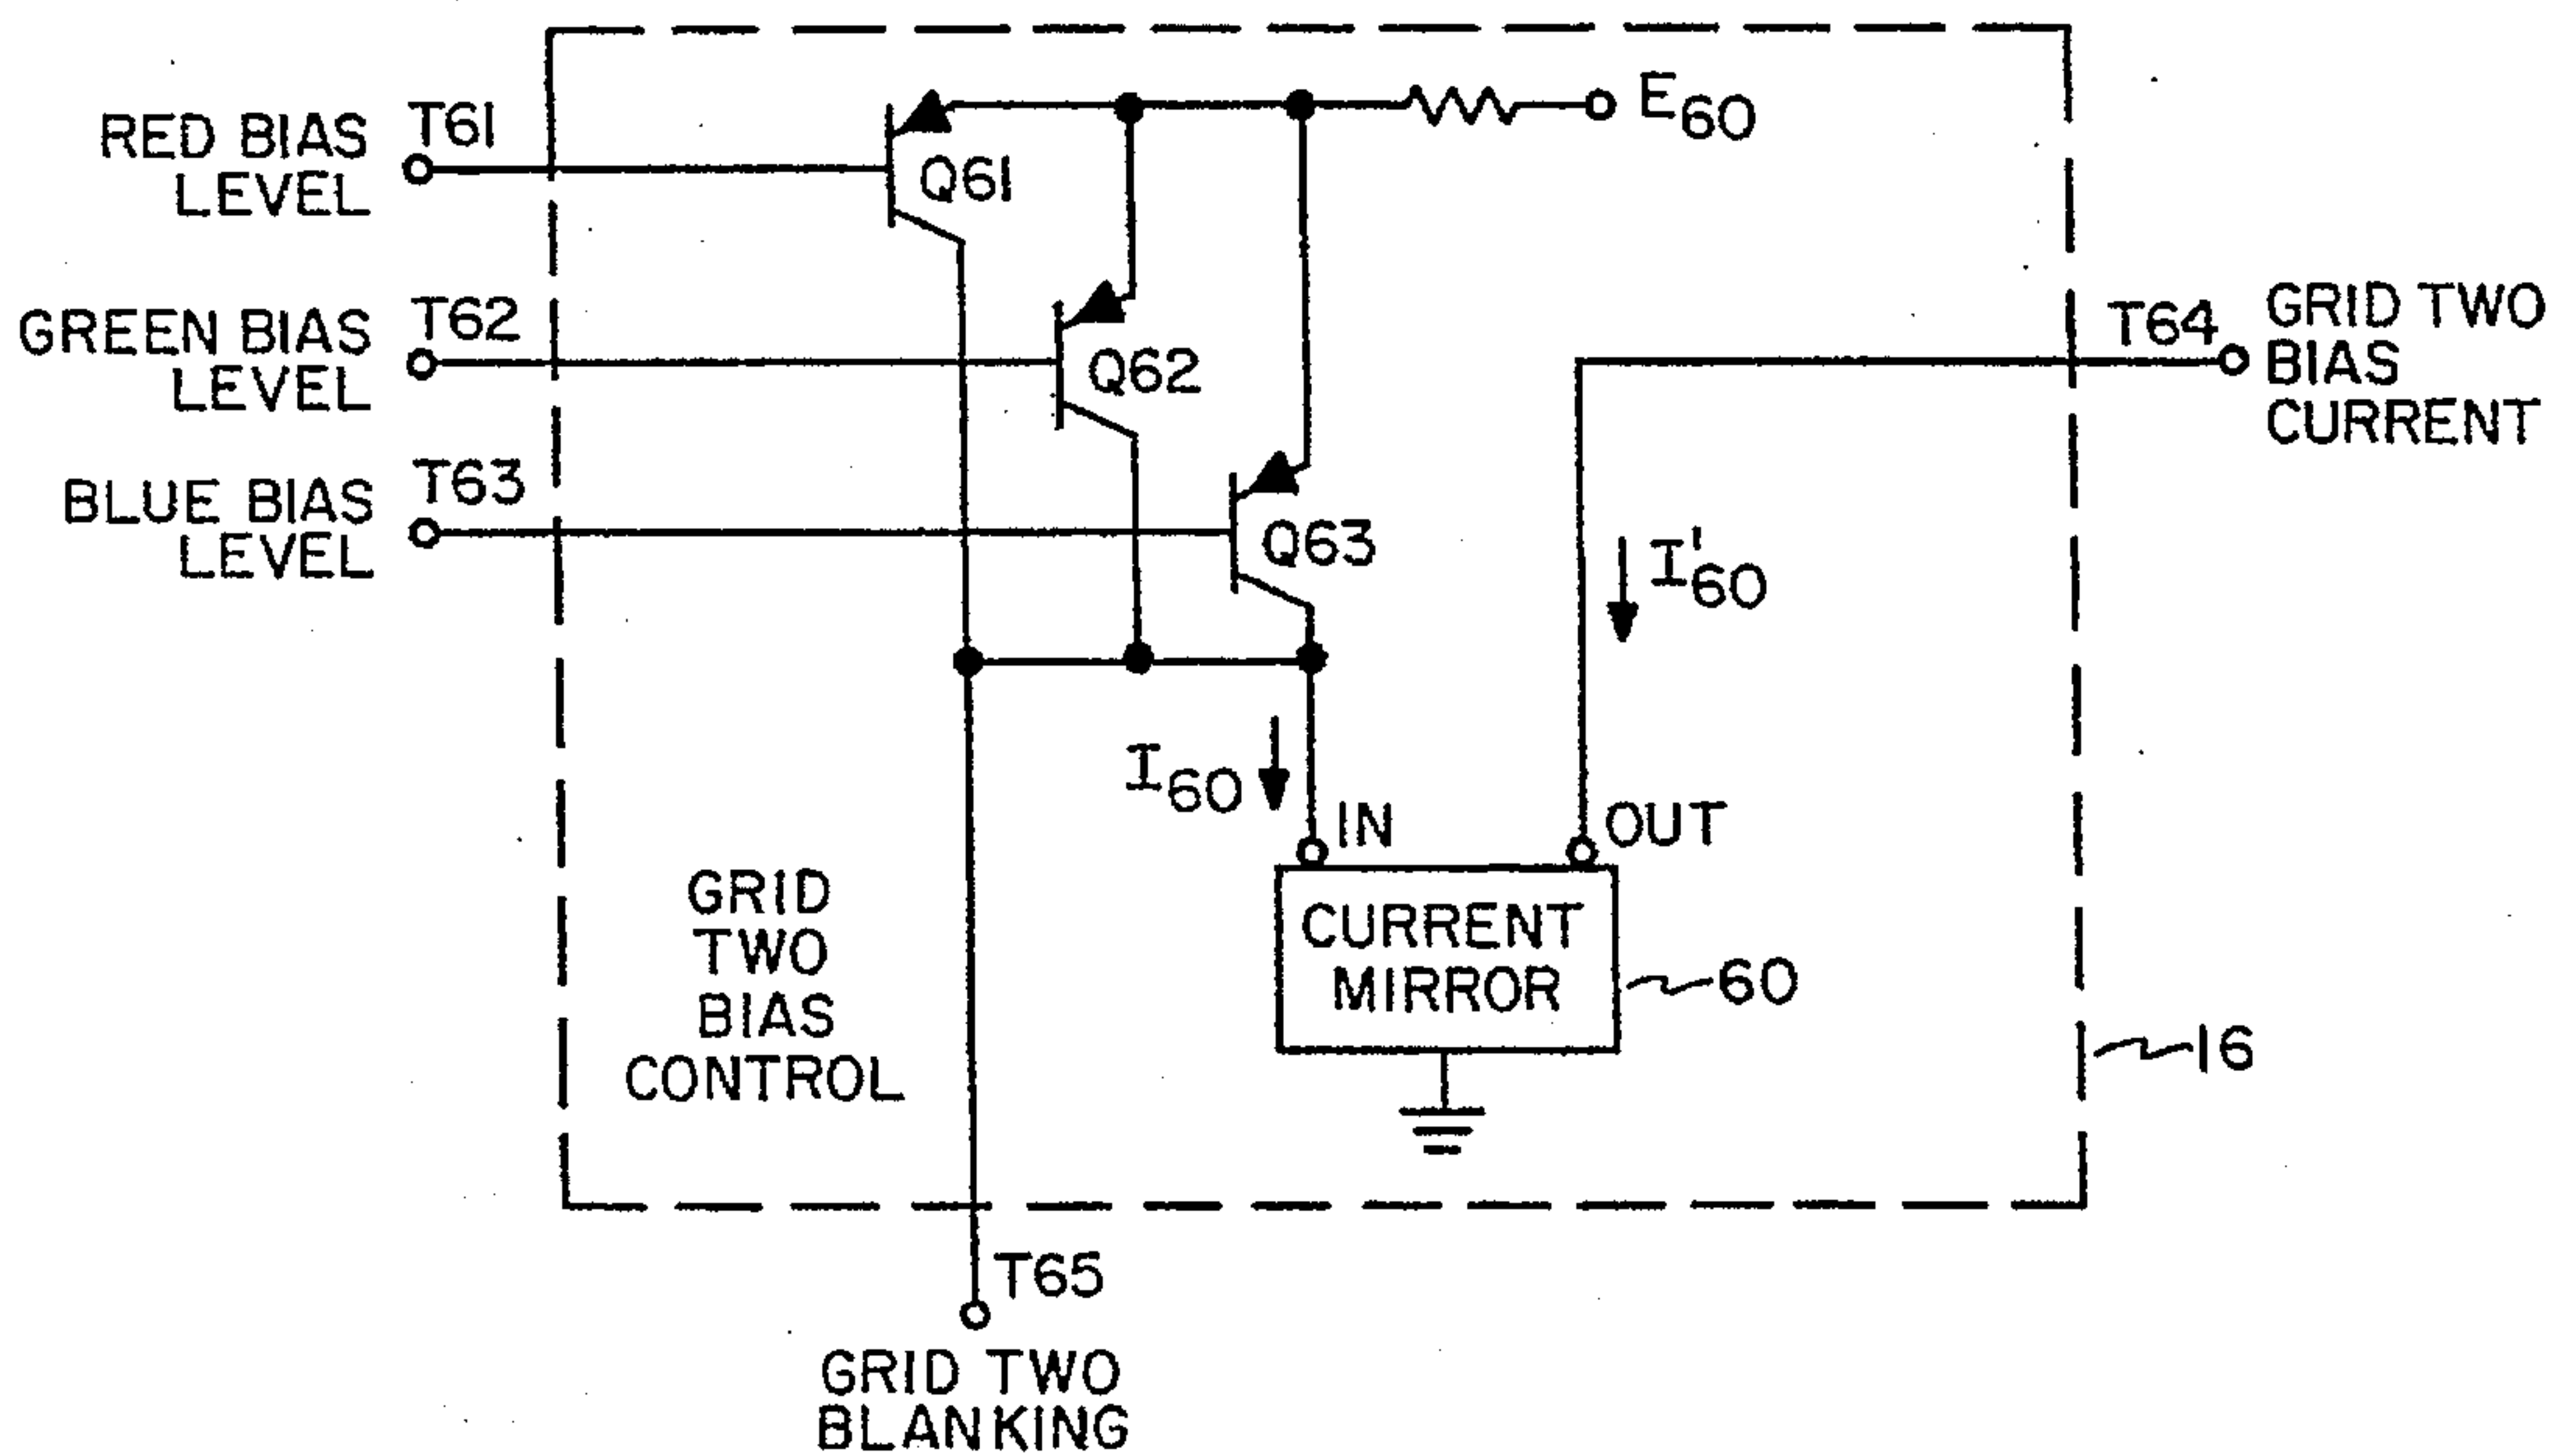 RED BIAS
LEVEL
T61
Q61
E60
GREEN BIAS
LEVEL
T62
Q62
T64
GRID TWO
BIAS
CURRENT
BLUE BIAS
LEVEL
T63
Q63
I'60
I60
IN
OUT
GRID
TWO
BIAS
CONTROL
CURRENT
MIRROR
60
16
T65
GRID TWO
BLANKING